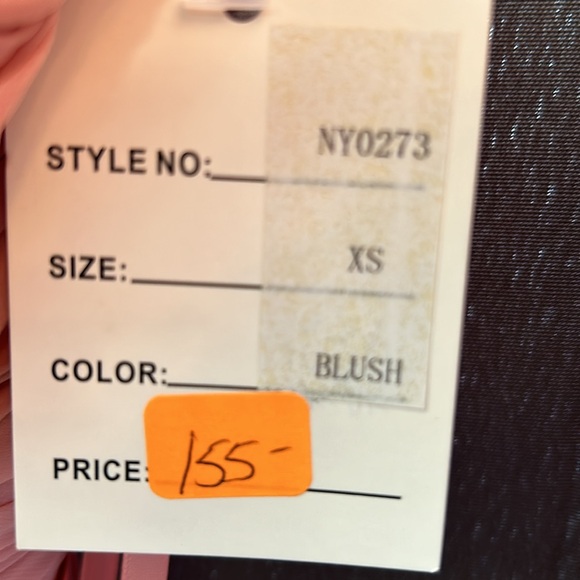 STYLE NO: NY0273
SIZE: XS
COLOR: BLUSH
PRICE: 155-